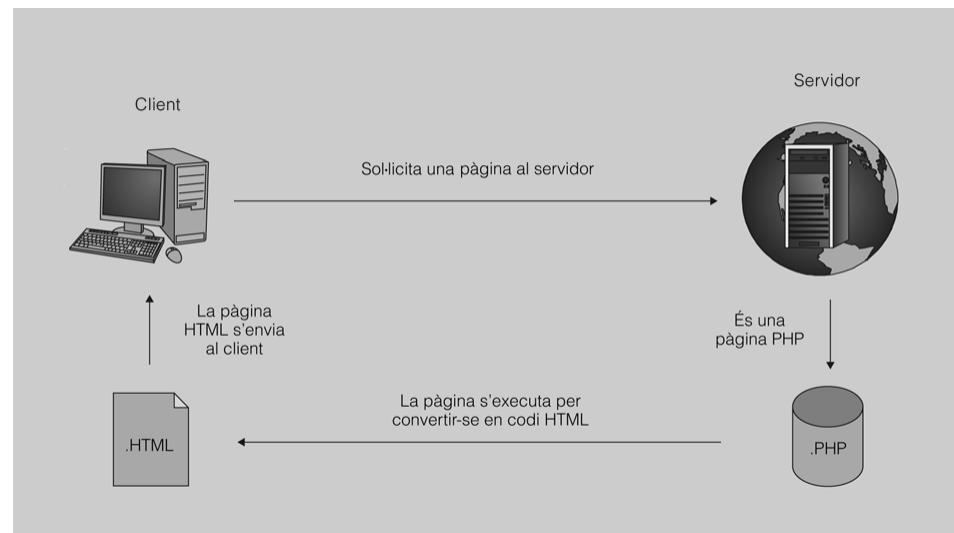 Servidor
Client
Sol·licita una pàgina al servidor
La pàgina
HTML s'envia
al client
És una
pàgina PHP
La pàgina s'executa per
convertir-se en codi HTML
.HTML
.PHP